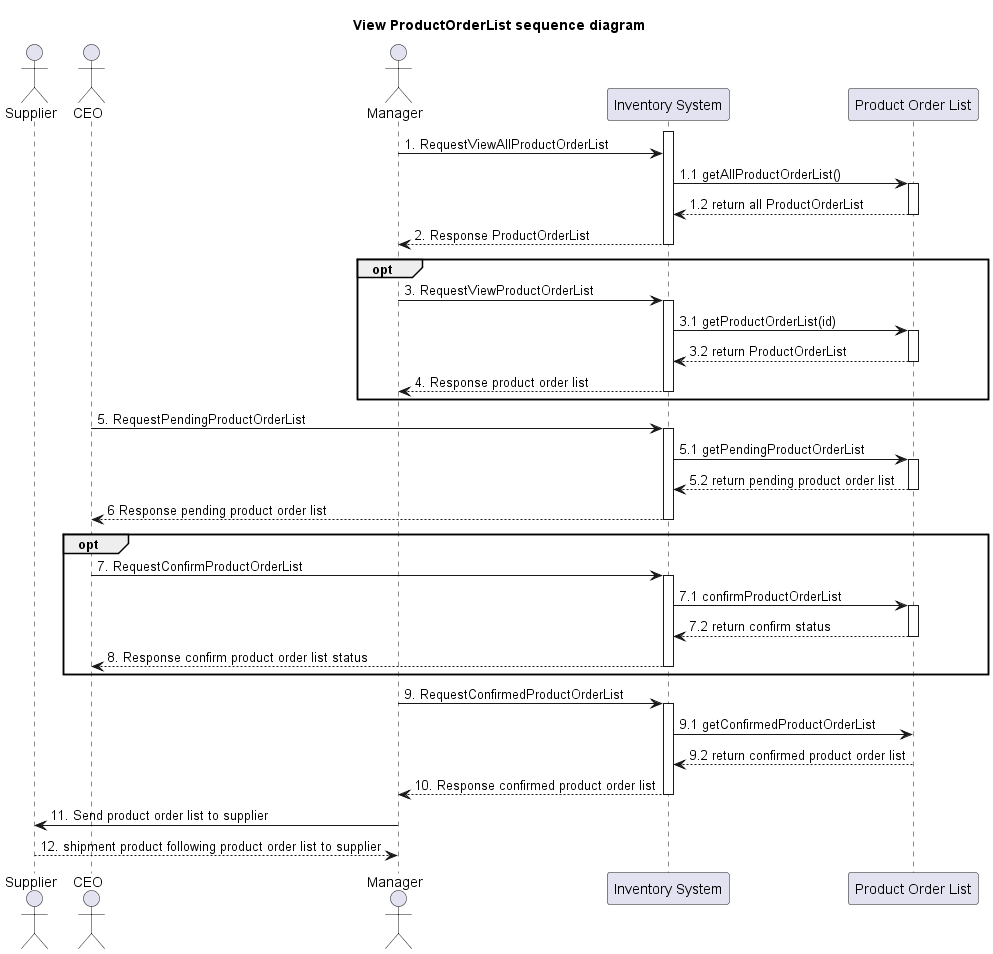 View ProductOrderList sequence diagram
Supplier
CEO
Manager
Inventory System
Product Order List
1. RequestViewAllProductOrderList
1.1 getAllProductOrderList()
1.2 return all ProductOrderList
2. Response ProductOrderList
opt
3. RequestViewProductOrderList
3.1 getProductOrderList(id)
3.2 return ProductOrderList
4. Response product order list
5. RequestPendingProductOrderList
5.1 getPendingProductOrderList
5.2 return pending product order list
6 Response pending product order list
opt
7. RequestConfirmProductOrderList
7.1 confirmProductOrderList
7.2 return confirm status
8. Response confirm product order list status
9. RequestConfirmedProductOrderList
9.1 getConfirmedProductOrderList
9.2 return confirmed product order list
10. Response confirmed product order list
11. Send product order list to supplier
12. shipment product following product order list to supplier
Supplier
CEO
Manager
Inventory System
Product Order List